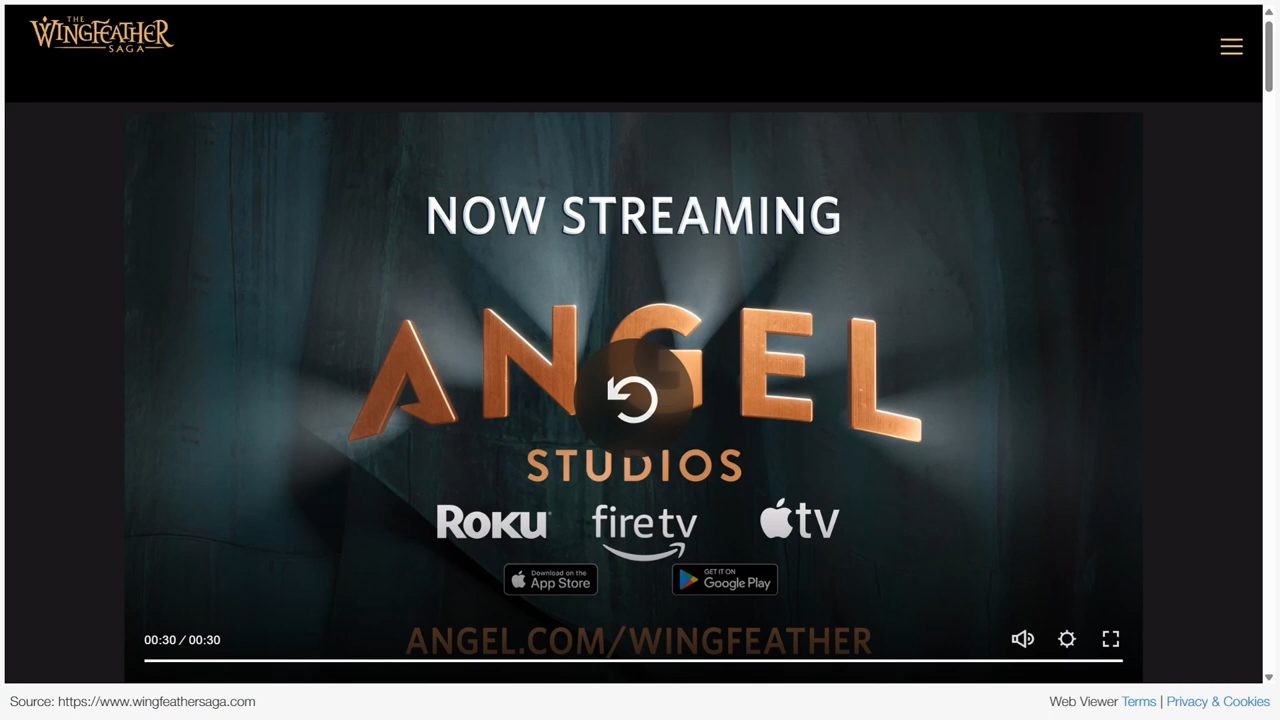 THE
WINGFEATHER
SAGA
NOW STREAMING
ANGEL
STUDIOS
ROKU fire tv tv
Download on the
App Store
GET IT ON
Google Play
ANGEL.COM/WINGFEATHER
00:30 / 00:30
Source: https://www.wingfeathersaga.com
Web Viewer Terms | Privacy & Cookies